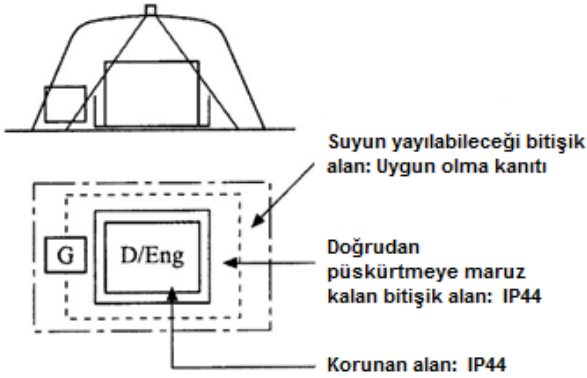 Suyun yayılabileceği bitişik
alan: Uygun olma kanıtı
G
D/Eng
Doğrudan
püskürtmeye maruz
kalan bitişik alan: IP44
Korunan alan: IP44